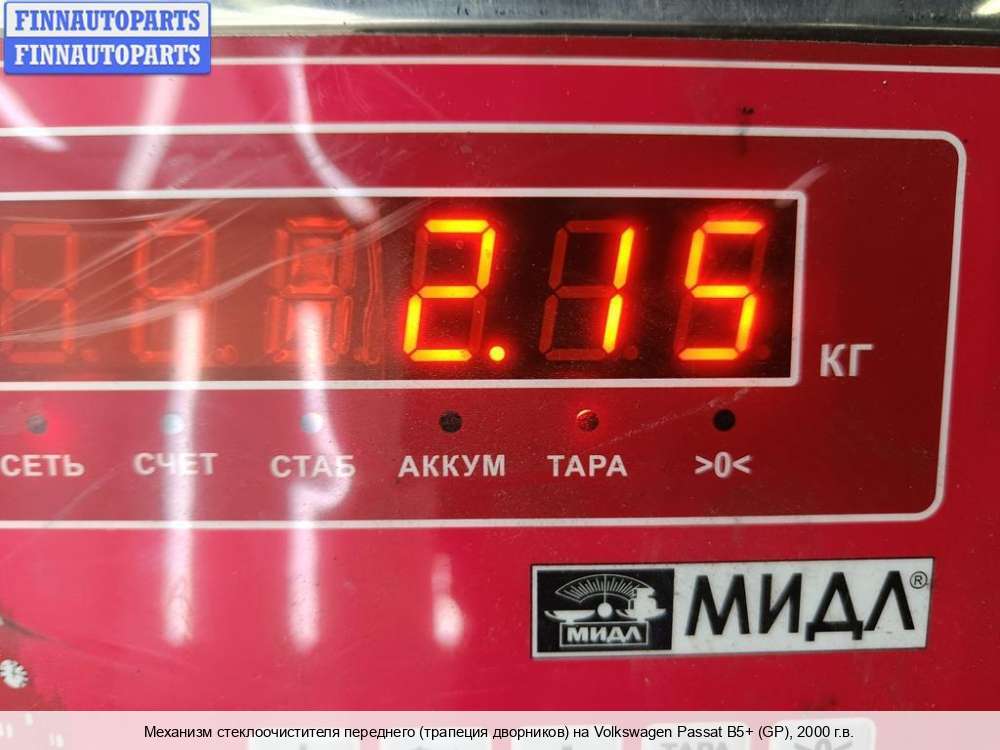 FINNAUTOPARTS
FINNAUTOPARTS
2.15
КГ
СЕТЬ СЧЕТ СТАБ АККУМ ТАРА >0<
МИДЛ МИДЛ®
Механизм стеклоочистителя переднего (трапеция дворников) на Volkswagen Passat B5+ (GP), 2000 г.в.